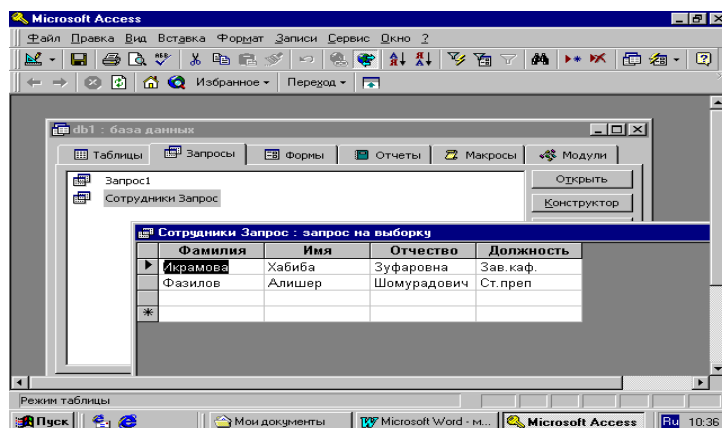 Microsoft Access
Файл Правка Вид Вставка Формат Записи Сервис Окно ?
Избранное Переход
db1 : база данных
Таблицы Запросы Формы Отчеты Макросы Модули
Запрос1 Открыть
Сотрудники Запрос Конструктор
Сотрудники Запрос : запрос на выборку
Фамилия Имя Отчество Должность
Икрамова Хабиба Зуфаровна Зав.каф.
Фазилов Алишер Шомурадович Ст.преп
Режим таблицы
Пуск Мои документы Microsoft Word - м... Microsoft Access Ru 10:36